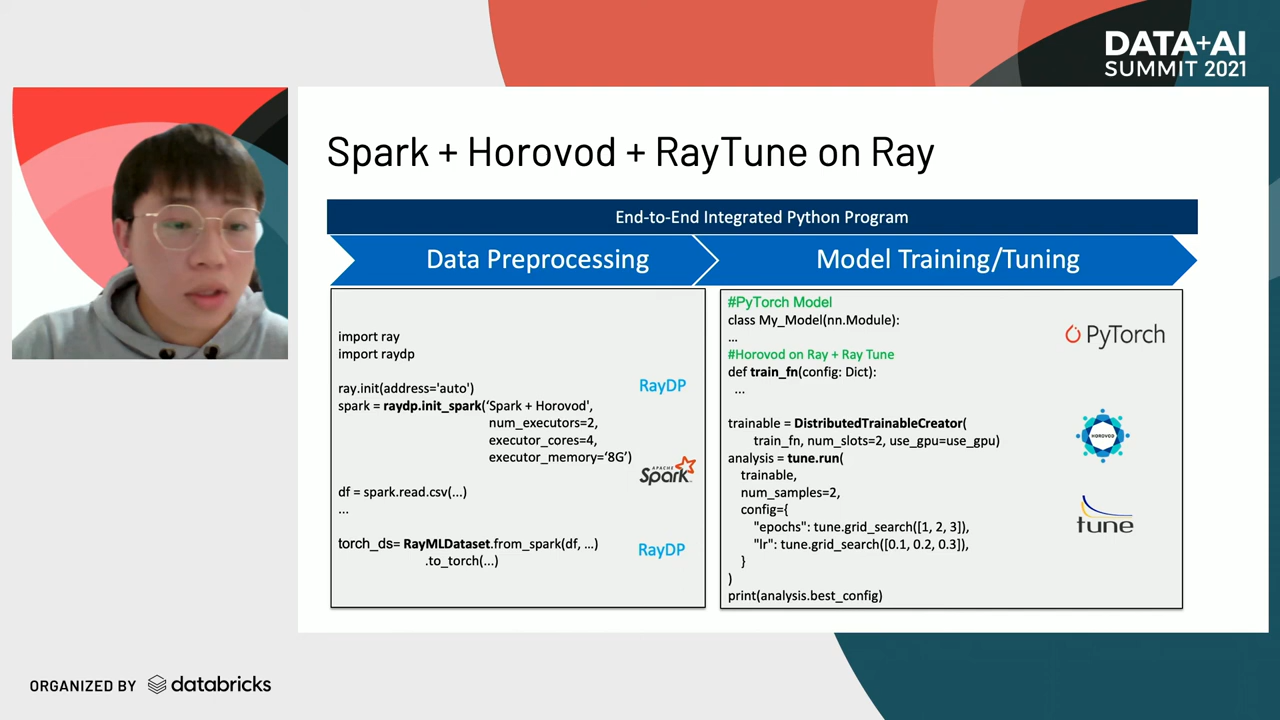 DATA+AI
SUMMIT 2021
Spark + Horovod + RayTune on Ray
End-to-End Integrated Python Program
Data Preprocessing
Model Training/Tuning
import ray
import raydp
ray.init(address='auto')
spark = raydp.init_spark(‘Spark + Horovod',
num_executors=2,
executor_cores=4,
executor_memory=‘8G’)
df = spark.read.csv(...)
...
torch_ds= RayMLDataset.from_spark(df, …)
.to_torch(...)
RayDP
APACHE
Spark
RayDP
#PyTorch Model
class My_Model(nn.Module):
…
#Horovod on Ray + Ray Tune
def train_fn(config: Dict):
...
trainable = DistributedTrainableCreator(
train_fn, num_slots=2, use_gpu=use_gpu)
analysis = tune.run(
trainable,
num_samples=2,
config={
"epochs": tune.grid_search([1, 2, 3]),
"lr": tune.grid_search([0.1, 0.2, 0.3]),
}
)
print(analysis.best_config)
PyTorch
HOROVOD
tune
ORGANIZED BY databricks